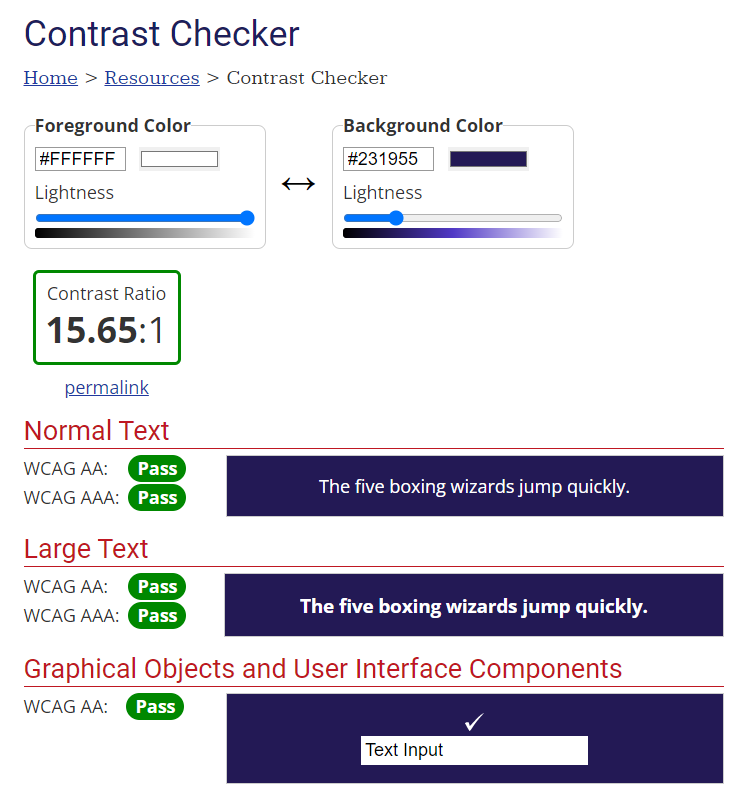 Contrast Checker
Home > Resources > Contrast Checker
Foreground Color
#FFFFFF
Lightness
Background Color
#231955
Lightness
Contrast Ratio
15.65:1
permalink
Normal Text
WCAG AA: Pass
WCAG AAA: Pass
The five boxing wizards jump quickly.
Large Text
WCAG AA: Pass
WCAG AAA: Pass
The five boxing wizards jump quickly.
Graphical Objects and User Interface Components
WCAG AA: Pass
Text Input